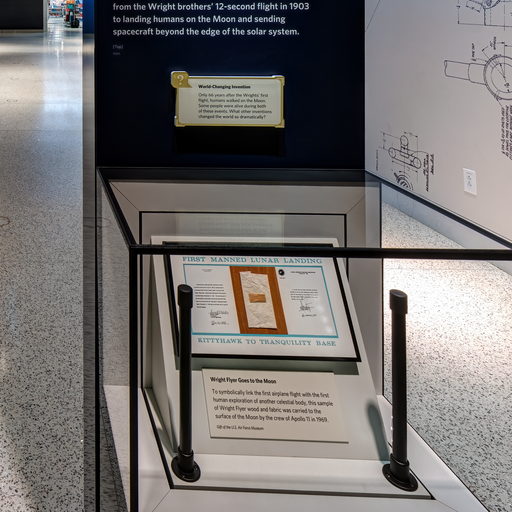 from the Wright brothers' 12-second flight in 1903
to landing humans on the Moon and sending
spacecraft beyond the edge of the solar system.
?
World-Changing Invention
Only 66 years after the Wrights' first
flight, humans walked on the Moon.
Some people were alive during both
of these events. What other inventions
changed the world so dramatically?
FIRST MANNED LUNAR LANDING
KITTYHAWK TO TRANQUILITY BASE
Wright Flyer Goes to the Moon
To symbolically link the first airplane flight with the first
human exploration of another celestial body, this sample
of Wright Flyer wood and fabric was carried to the
surface of the Moon by the crew of Apollo 11 in 1969.
Gift of the U.S. Air Force Museum